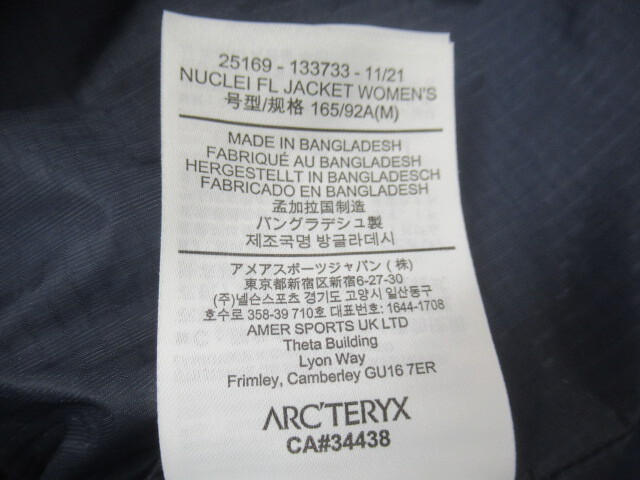 25169 - 133733 - 11/21
NUCLEI FL JACKET WOMEN'S
号型/规格 165/92A(M)
MADE IN BANGLADESH
FABRIQUÉ AU BANGLADESH
HERGESTELLT IN BANGLADESCH
FABRICADO EN BANGLADESH
孟加拉国制造
バングラデシュ製
제조국명 방글라데시
アメアスポーツジャパン (株)
東京都新宿区新宿6-27-30
(주)넬슨스포츠 경기도 고양시 일산동구
호수로 358-39 710호 대표번호: 1644-1708
AMER SPORTS UK LTD
Theta Building
Lyon Way
Frimley, Camberley GU16 7ER
ARC'TERYX
CA#34438